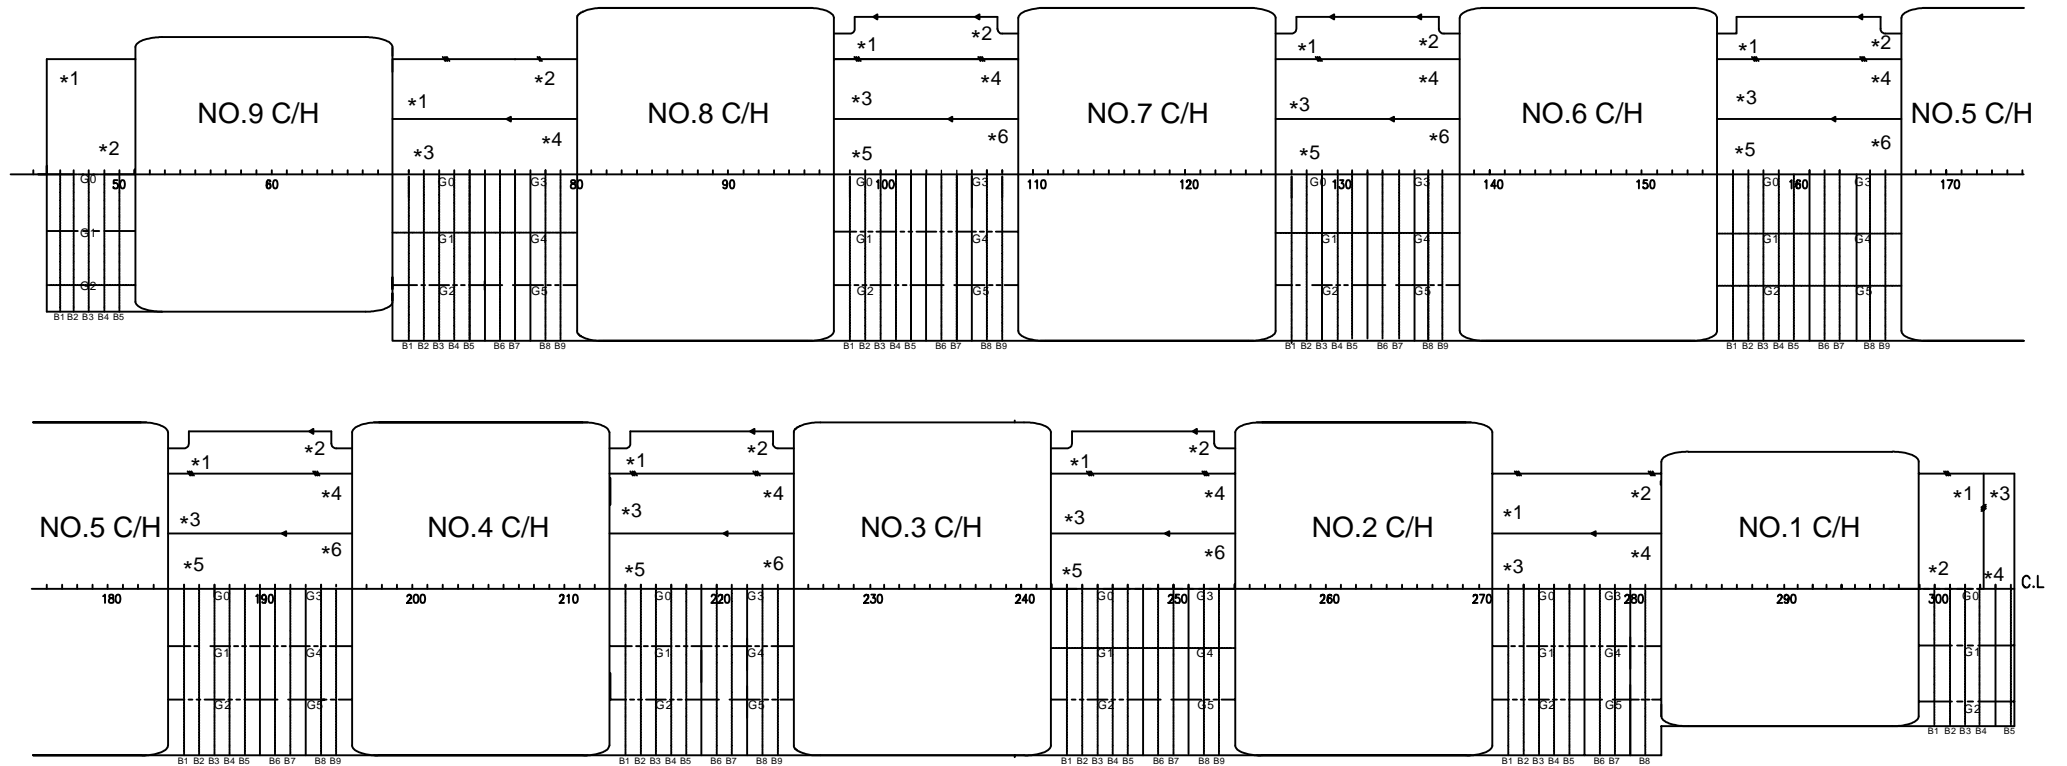 *1 *2 *1 *2 *1 *2
*1 *2 *1 *2 *4 *4 *4
NO.9 C/H *1 NO.8 C/H *3 NO.7 C/H *3 NO.6 C/H *3 NO.5 C/H
*2 *3 *4 *5 *6 *5 *6 *5 *6
50 60 80 90 100 110 120 130 140 150 160 170
G0 G0 G3 G0 G3 G0 G3 G0 G3
G1 G1 G4 G1 G4 G1 G4 G1 G4
G2 G2 G5 G2 G5 G2 G5 G2 G5
B1 B2 B3 B4 B5
B1 B2 B3 B4 B5 B6 B7 B8 B9 B1 B2 B3 B4 B5 B6 B7 B8 B9 B1 B2 B3 B4 B5 B6 B7 B8 B9 B1 B2 B3 B4 B5 B6 B7 B8 B9
*1 *2 *1 *2 *1 *2
*4 *4 *4 *2 *1 *3
NO.5 C/H *3 NO.4 C/H *3 NO.3 C/H *3 NO.2 C/H *1 NO.1 C/H
*5 *6 *5 *6 *5 *6 *3 *4 *2 *4
C.L
180 190 200 210 220 230 240 250 260 270 280 290 300
G0 G3 G0 G3 G0 G3 G0 G3 G0
G1 G4 G1 G4 G1 G4 G1 G4 G1
G2 G5 G2 G5 G2 G5 G2 G5 G2
B1 B2 B3 B4 B5
B1 B2 B3 B4 B5 B6 B7 B8 B9 B1 B2 B3 B4 B5 B6 B7 B8 B9 B1 B2 B3 B4 B5 B6 B7 B8 B9 B1 B2 B3 B4 B5 B6 B7 B8